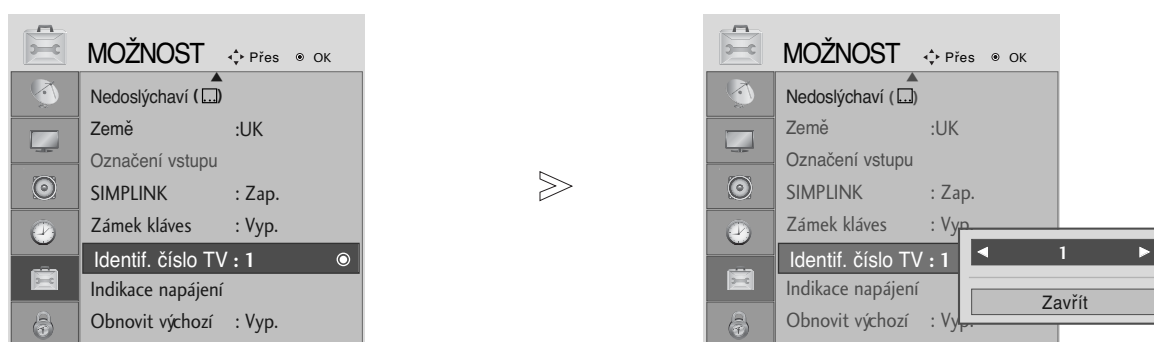 MOŽNOST Přes OK
Nedoslýchaví ( )
Země :UK
Označení vstupu
SIMPLINK : Zap.
Zámek kláves : Vyp.
Identif. číslo TV : 1
Indikace napájení
Obnovit výchozí : Vyp.
MOŽNOST Přes OK
Nedoslýchaví ( )
Země :UK
Označení vstupu
SIMPLINK : Zap.
Zámek kláves : Vyp.
Identif. číslo TV : 1
◄ 1 ►
Indikace napájení
Zavřít
Obnovit výchozí : Vyp.